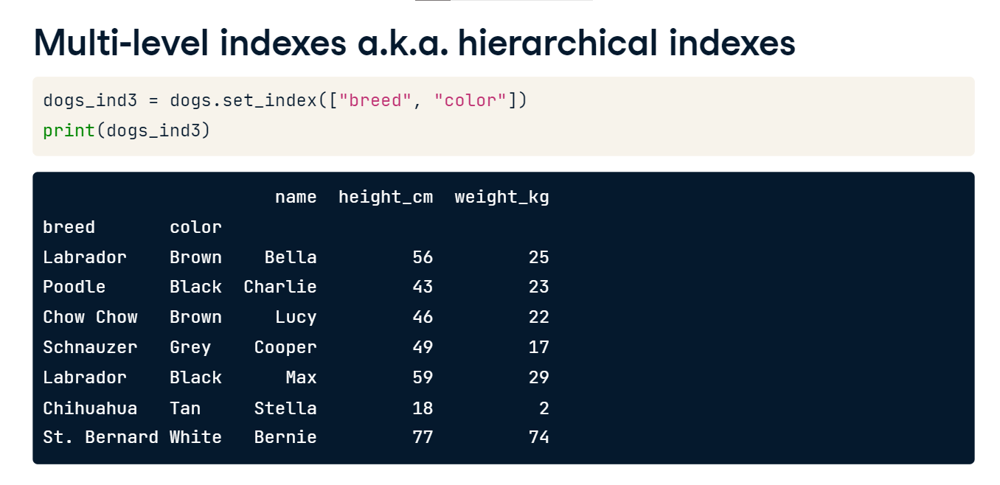 Multi-level indexes a.k.a. hierarchical indexes
dogs_ind3 = dogs.set_index(["breed", "color"])
print(dogs_ind3)
                      name  height_cm  weight_kg
breed       color
Labrador    Brown    Bella         56         25
Poodle      Black  Charlie         43         23
Chow Chow   Brown     Lucy         46         22
Schnauzer   Grey    Cooper         49         17
Labrador    Black      Max         59         29
Chihuahua   Tan     Stella         18          2
St. Bernard White   Bernie         77         74